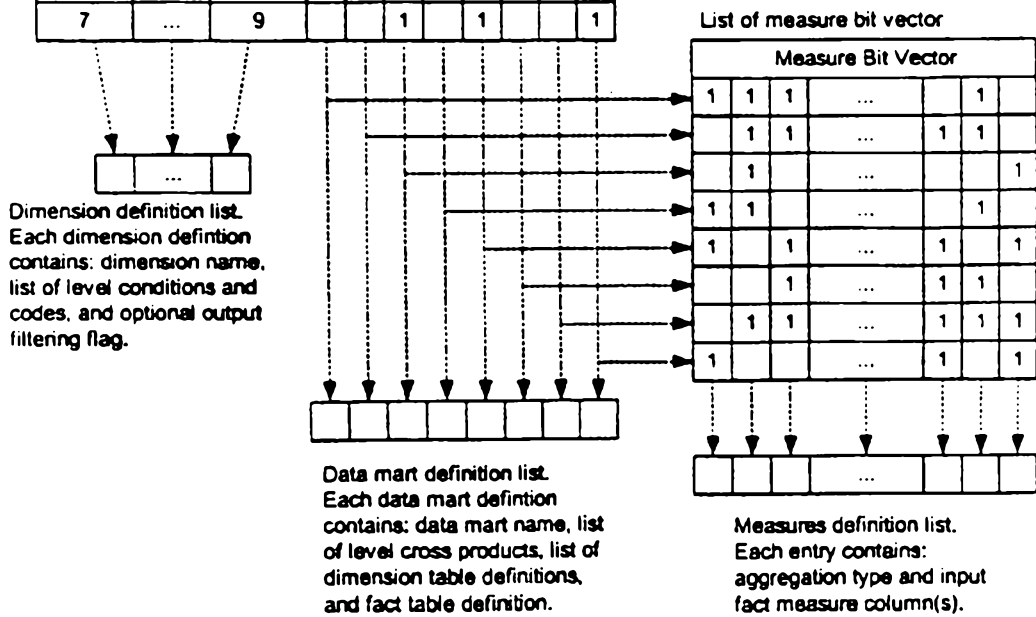 7 ... 9 1 1 1
List of measure bit vector
Measure Bit Vector
1 1 1 ... 1
1 1 ... 1 1
1 ... 1
1 1 ... 1
1 1 ... 1 1
1 ... 1 1
1 1 ... 1 1 1
1 ... 1 1
...
Dimension definition list.
Each dimension defintion
contains: dimension name,
list of level conditions and
codes, and optional output
filtering flag.
...
Data mart definition list.
Each data mart defintion
contains: data mart name, list
of level cross products, list of
dimension table definitions,
and fact table definition.
Measures definition list.
Each entry contains:
aggregation type and input
fact measure column(s).